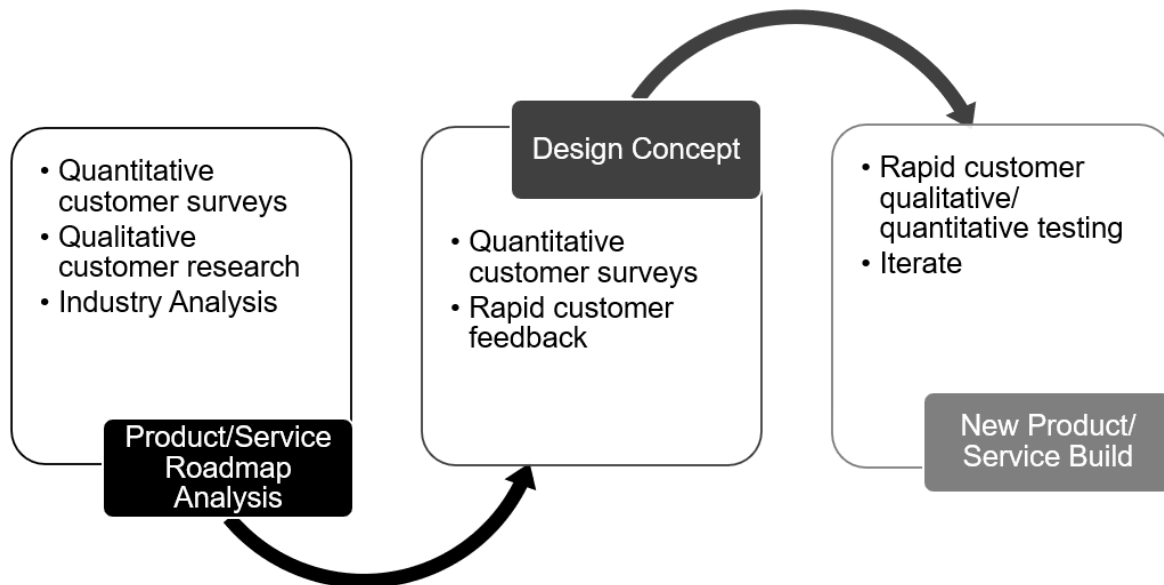 • Quantitative
customer surveys
• Qualitative
customer research
• Industry Analysis
Product/Service
Roadmap
Analysis
Design Concept
• Quantitative
customer surveys
• Rapid customer
feedback
• Rapid customer
qualitative/
quantitative testing
• Iterate
New Product/
Service Build